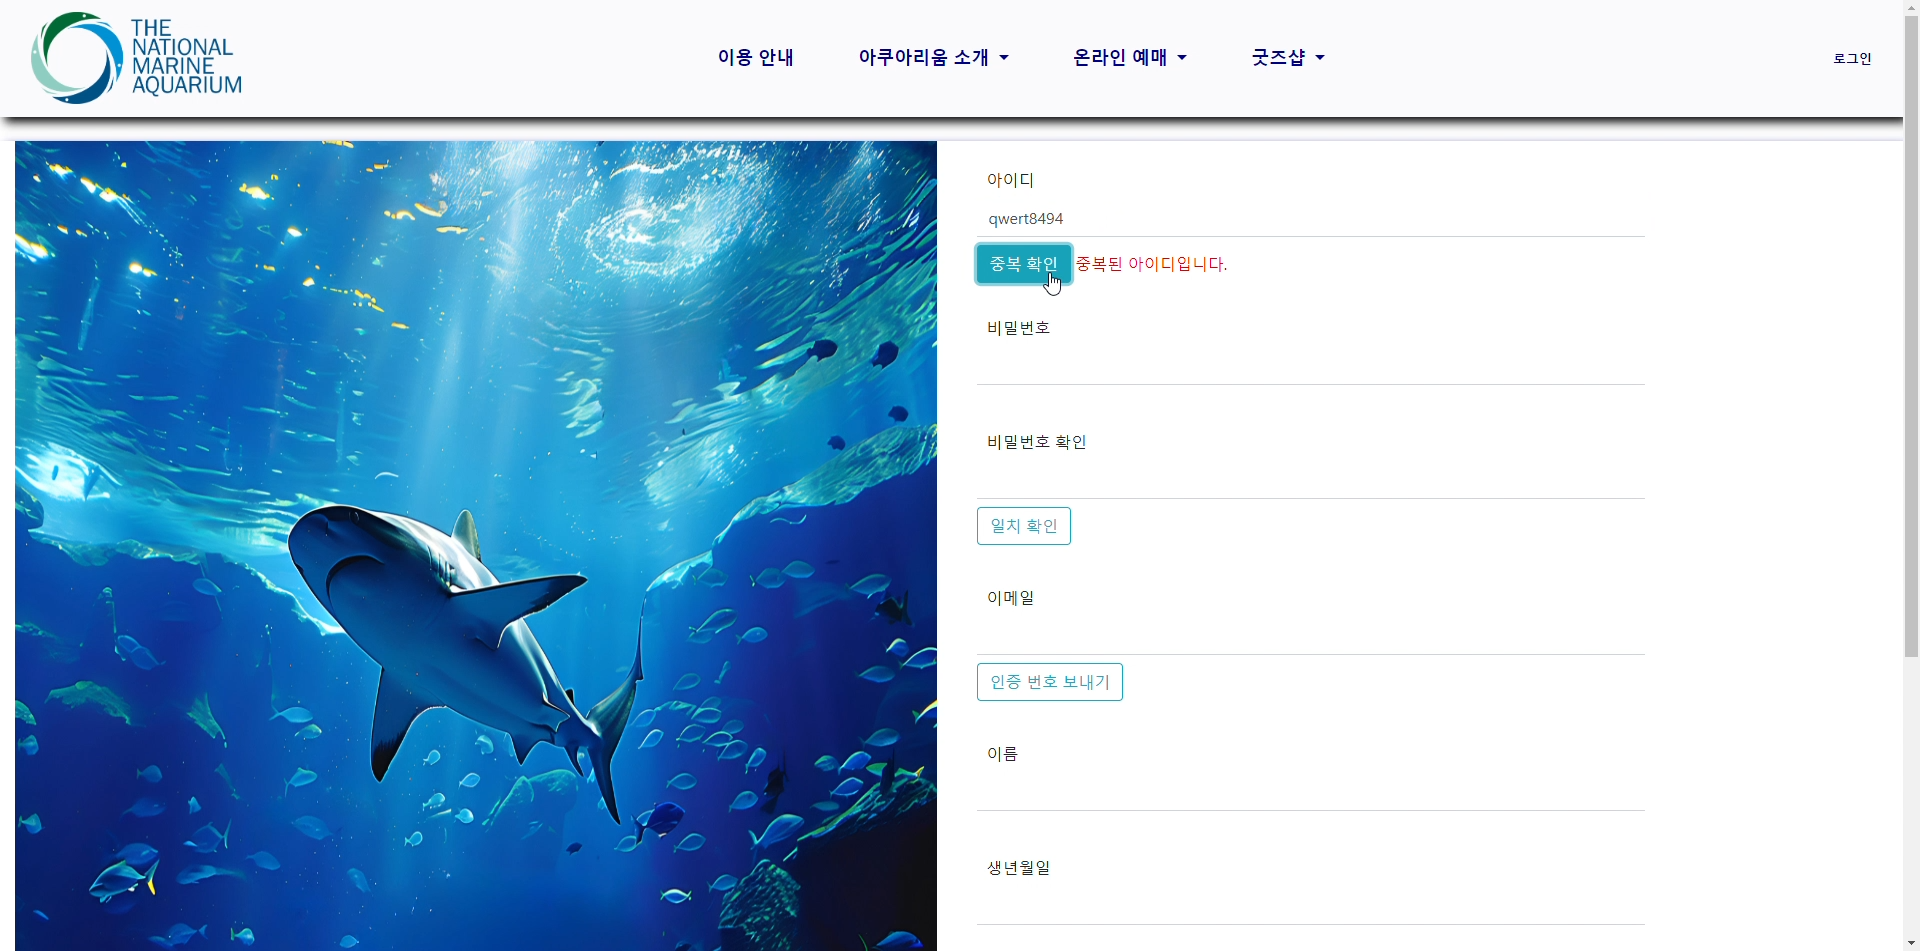 THE
NATIONAL
MARINE
AQUARIUM
이용 안내
아쿠아리움 소개
온라인 예매
굿즈샵
로그인
아이디
qwert8494
중복 확인 중복된 아이디입니다.
비밀번호
비밀번호 확인
일치 확인
이메일
인증 번호 보내기
이름
생년월일